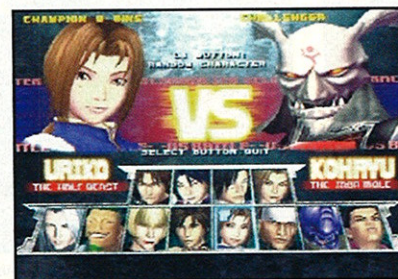 CHAMPION WINS
CHALLENGER
L1 BUTTON:
RANDOM CHARACTER
VS
SELECT BUTTON:QUIT
URIKO
KOHRYU
THE HALF BEAST
THE IRON MOLE